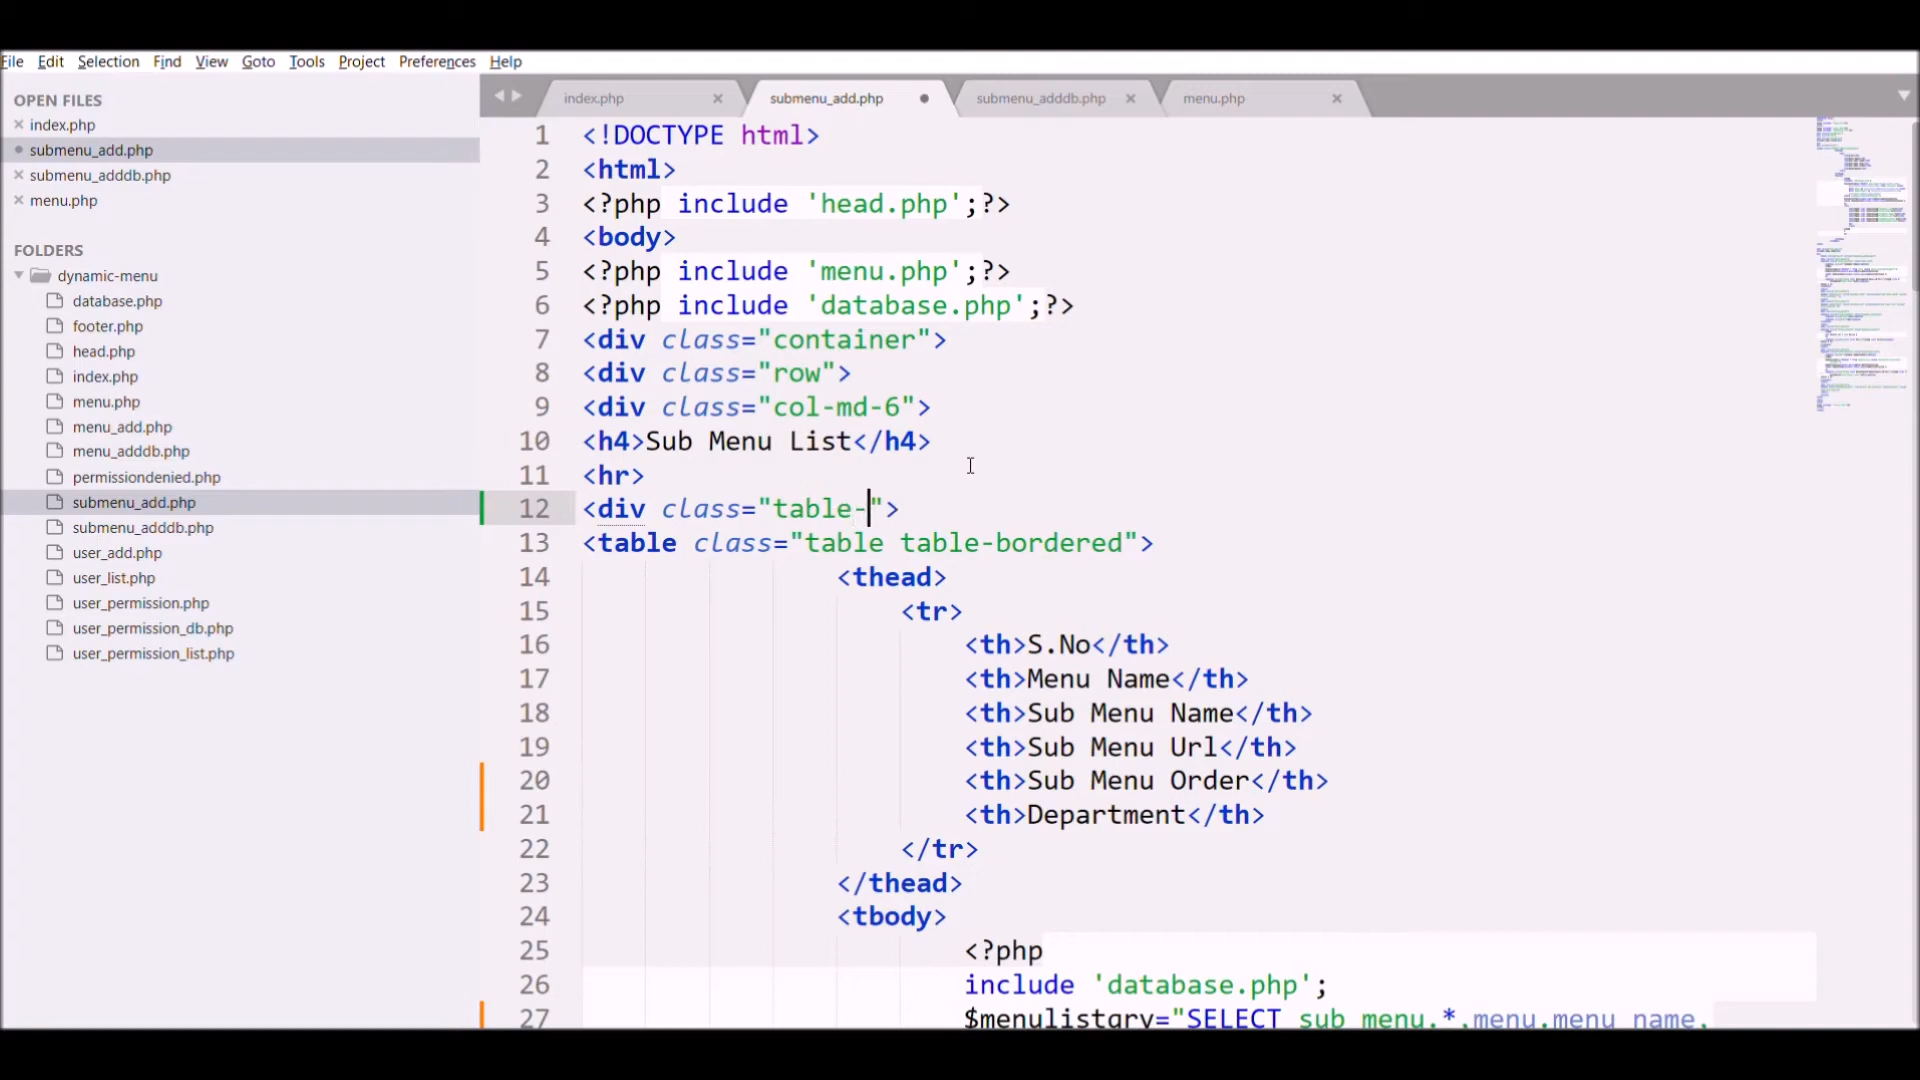 File Edit Selection Find View Goto Tools Project Preferences Help
OPEN FILES
index.php
submenu_add.php
submenu_adddb.php
menu.php
FOLDERS
dynamic-menu
database.php
footer.php
head.php
index.php
menu.php
menu_add.php
menu_adddb.php
permissiondenied.php
submenu_add.php
submenu_adddb.php
user_add.php
user_list.php
user_permission.php
user_permission_db.php
user_permission_list.php
index.php submenu_add.php submenu_adddb.php menu.php
1 <!DOCTYPE html>
2 <html>
3 <?php include 'head.php';?>
4 <body>
5 <?php include 'menu.php';?>
6 <?php include 'database.php';?>
7 <div class="container">
8 <div class="row">
9 <div class="col-md-6">
10 <h4>Sub Menu List</h4>
11 <hr>
12 <div class="table-">
13 <table class="table table-bordered">
14 <thead>
15 <tr>
16 <th>S.No</th>
17 <th>Menu Name</th>
18 <th>Sub Menu Name</th>
19 <th>Sub Menu Url</th>
20 <th>Sub Menu Order</th>
21 <th>Department</th>
22 </tr>
23 </thead>
24 <tbody>
25 <?php
26 include 'database.php';
27 $menulistqry="SELECT sub_menu.*,menu.menu_name,